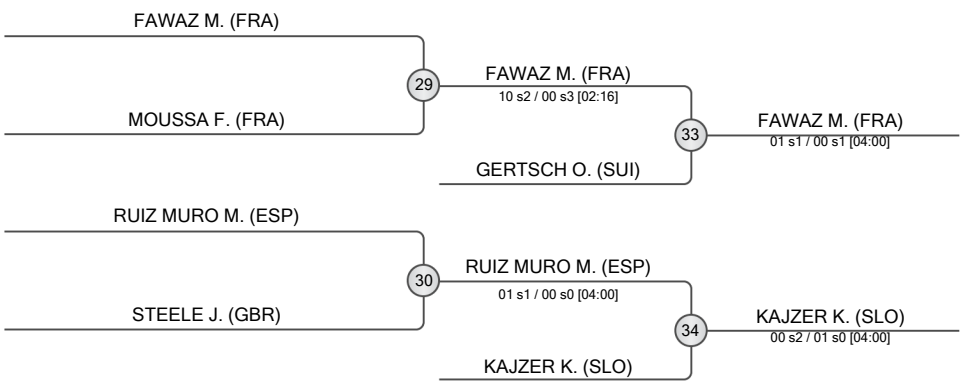 FAWAZ M. (FRA)
29
FAWAZ M. (FRA)
10 s2 / 00 s3 [02:16]
MOUSSA F. (FRA)
33
FAWAZ M. (FRA)
01 s1 / 00 s1 [04:00]
GERTSCH O. (SUI)
RUIZ MURO M. (ESP)
30
RUIZ MURO M. (ESP)
01 s1 / 00 s0 [04:00]
STEELE J. (GBR)
34
KAJZER K. (SLO)
00 s2 / 01 s0 [04:00]
KAJZER K. (SLO)